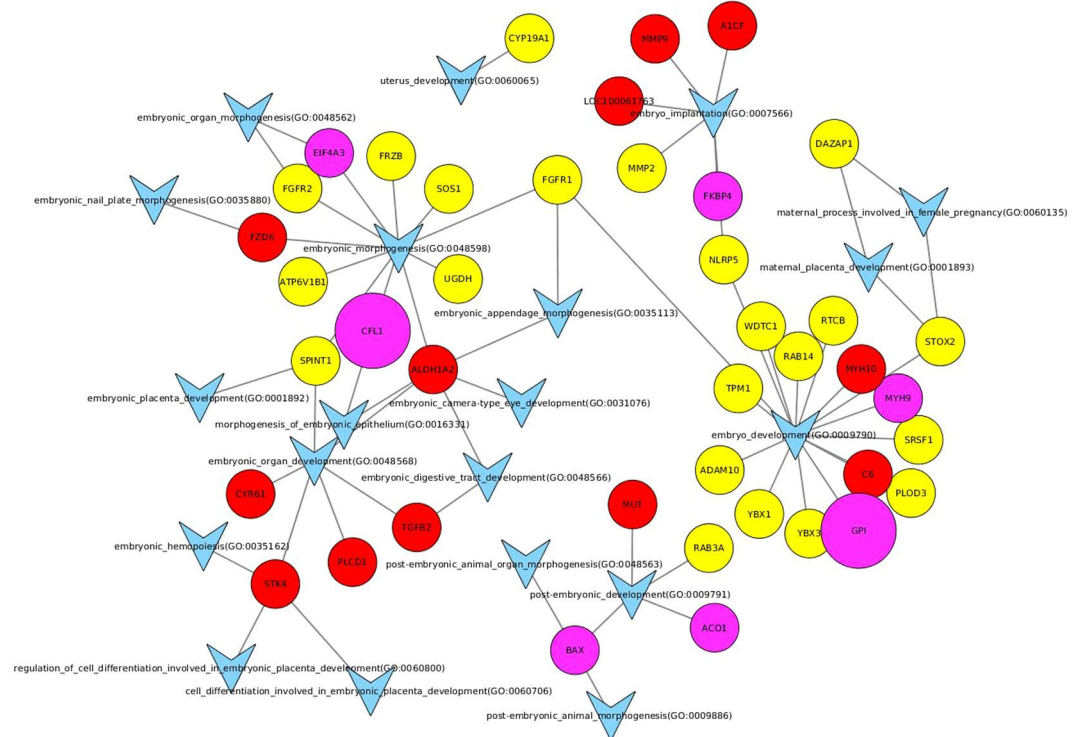 A1CF
MMP9
CYP19A1
uterus_development(GO:0060065)
LOC100061763
embryo_implantation(GO:0007566)
embryonic_organ_morphogenesis(GO:0048562)
EIF4A3
FRZB
DAZAP1
MMP2
FGFR1
FGFR2
SOS1
FKBP4
embryonic_nail_plate_morphogenesis(GO:0035880)
maternal_process_involved_in_female_pregnancy(GO:0060135)
FZD6
embryonic_morphogenesis(GO:0048598)
NLRP5
maternal_placenta_development(GO:0001893)
ATP6V1B1
UGDH
embryonic_appendage_morphogenesis(GO:0035113)
RTCB
WDTC1
CFL1
STOX2
RAB14
SPINT1
ALDH1A2
MYH10
TPM1
embryonic_placenta_development(GO:0001892)
MYH9
embryonic_camera-type_eye_development(GO:0031076)
morphogenesis_of_embryonic_epithelium(GO:0016331)
embryo_development(GO:0009790)
SRSF1
embryonic_organ_development(GO:0048568)
ADAM10
C6
embryonic_digestive_tract_development(GO:0048566)
CYR61
PLOD3
MUT
YBX1
TGFB2
YBX3
GPI
embryonic_hemopoiesis(GO:0035162)
RAB3A
PLCD1
post-embryonic_animal_organ_morphogenesis(GO:0048563)
STK4
post-embryonic_development(GO:0009791)
ACO1
BAX
regulation_of_cell_differentiation_involved_in_embryonic_placenta_development(GO:0060800)
cell_differentiation_involved_in_embryonic_placenta_development(GO:0060706)
post-embryonic_animal_morphogenesis(GO:0009886)